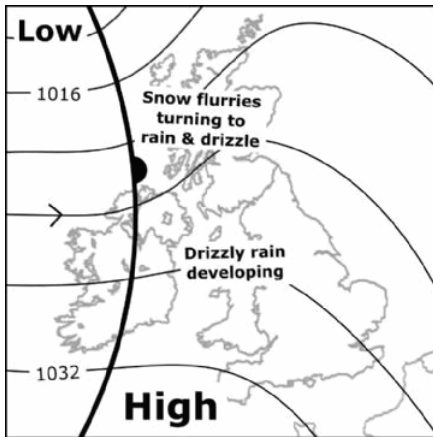 Low
1016
Snow flurries
turning to
rain & drizzle
Drizzly rain
developing
1032
High